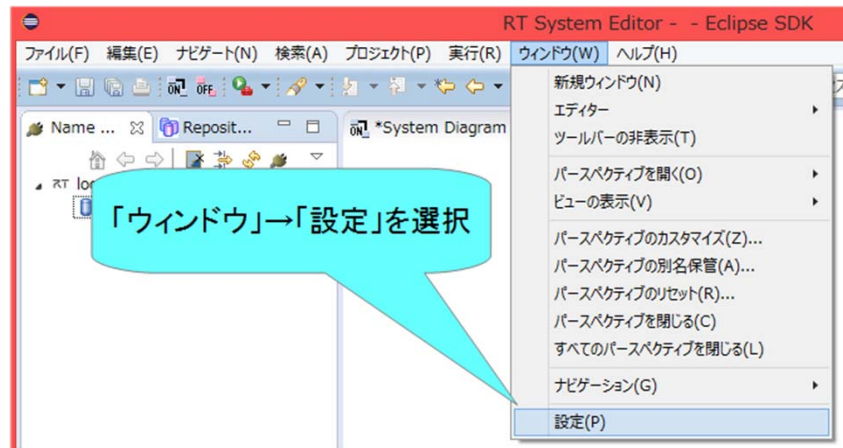 RT System Editor - - Eclipse SDK
ファイル(F) 編集(E) ナビゲート(N) 検索(A) プロジェクト(P) 実行(R) ウィンドウ(W) ヘルプ(H)
ON OFF
Name ... Reposit...
ON *System Diagram
RT
「ウィンドウ」→「設定」を選択
新規ウィンドウ(N)
エディター
ツールバーの非表示(T)
パースペクティブを開く(O)
ビューの表示(V)
パースペクティブのカスタマイズ(Z)...
パースペクティブの別名保管(A)...
パースペクティブのリセット(R)...
パースペクティブを閉じる(C)
すべてのパースペクティブを閉じる(L)
ナビゲーション(G)
設定(P)